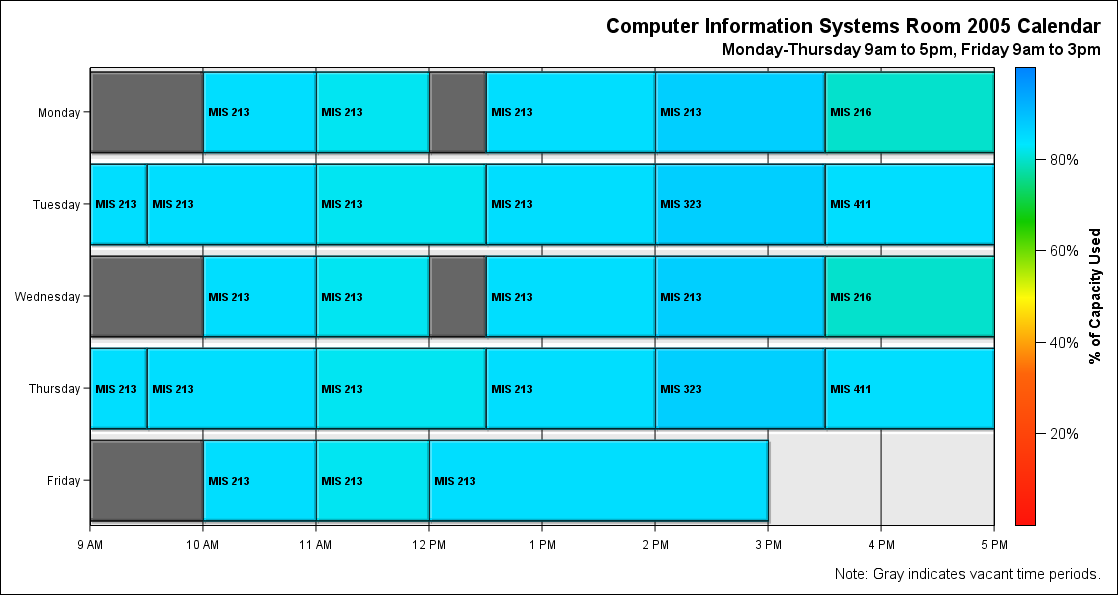 Computer Information Systems Room 2005 Calendar
Monday-Thursday 9am to 5pm, Friday 9am to 3pm
Monday MIS 213 MIS 213 MIS 213 MIS 213 MIS 216
80%
Tuesday MIS 213 MIS 213 MIS 213 MIS 213 MIS 323 MIS 411
60%
% of Capacity Used
Wednesday MIS 213 MIS 213 MIS 213 MIS 213 MIS 216
40%
Thursday MIS 213 MIS 213 MIS 213 MIS 213 MIS 323 MIS 411
20%
Friday MIS 213 MIS 213 MIS 213
9 AM 10 AM 11 AM 12 PM 1 PM 2 PM 3 PM 4 PM 5 PM
Note: Gray indicates vacant time periods.